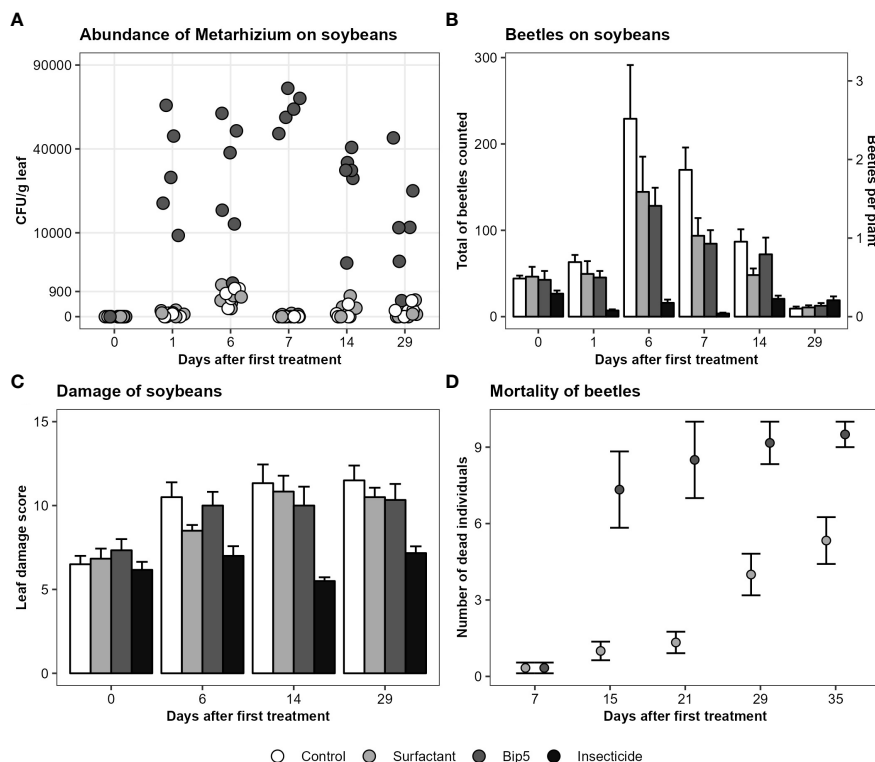 A
Abundance of Metarhizium on soybeans
90000
40000
10000
900
0
CFU/g leaf
0 1 6 7 14 29
Days after first treatment
B
Beetles on soybeans
300
200
100
0
Total of beetles counted
3
2
1
0
Beetles per plant
0 1 6 7 14 29
Days after first treatment
C
Damage of soybeans
15
10
5
0
Leaf damage score
0 6 14 29
Days after first treatment
D
Mortality of beetles
9
6
3
0
Number of dead individuals
7 15 21 29 35
Days after first treatment
Control Surfactant Bip5 Insecticide